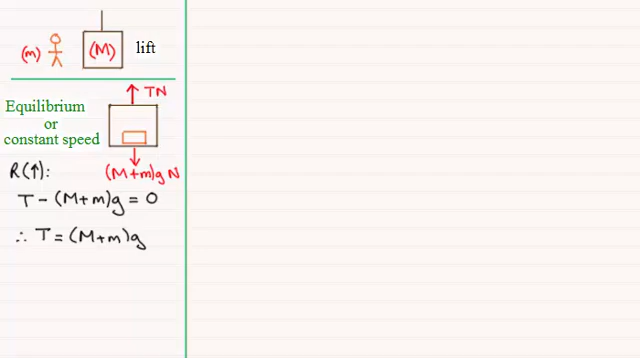 (m) (M) lift
TN
Equilibrium
or
constant speed
R(↑): (M+m)g N
T - (M+m)g = 0
∴ T = (M+m)g